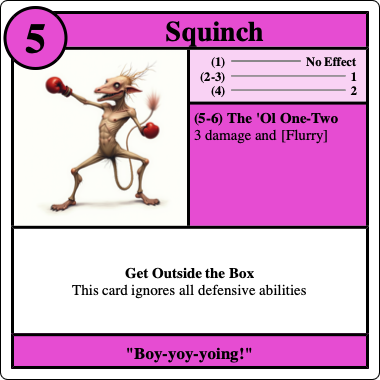 5
Squinch
(1) No Effect
(2-3) 1
(4) 2
(5-6) The 'Ol One-Two
3 damage and [Flurry]
Get Outside the Box
This card ignores all defensive abilities
"Boy-yoy-yoing!"